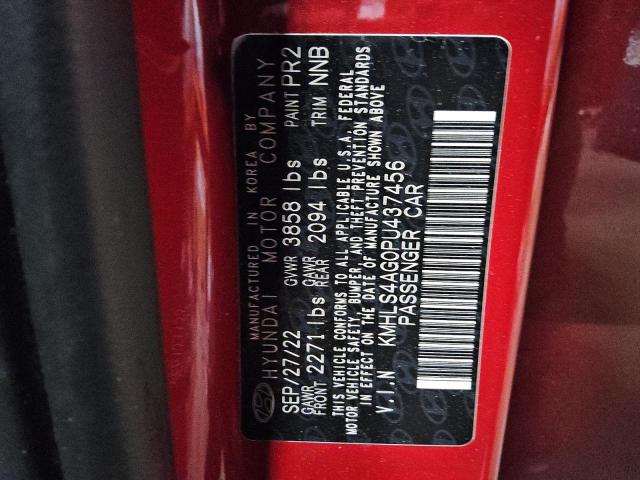 MANUFACTURED IN KOREA BY
HYUNDAI MOTOR COMPANY
SEP/27/22 GVWR 3858 lbs PAINT PR2
GAWR FRONT 2271 lbs GAWR REAR 2094 lbs TRIM NNB
THIS VEHICLE CONFORMS TO ALL APPLICABLE U.S.A. FEDERAL
MOTOR VEHICLE SAFETY, BUMPER, AND THEFT PREVENTION STANDARDS
IN EFFECT ON THE DATE OF MANUFACTURE SHOWN ABOVE
V.I.N KMHLS4AG0PU437456
PASSENGER CAR